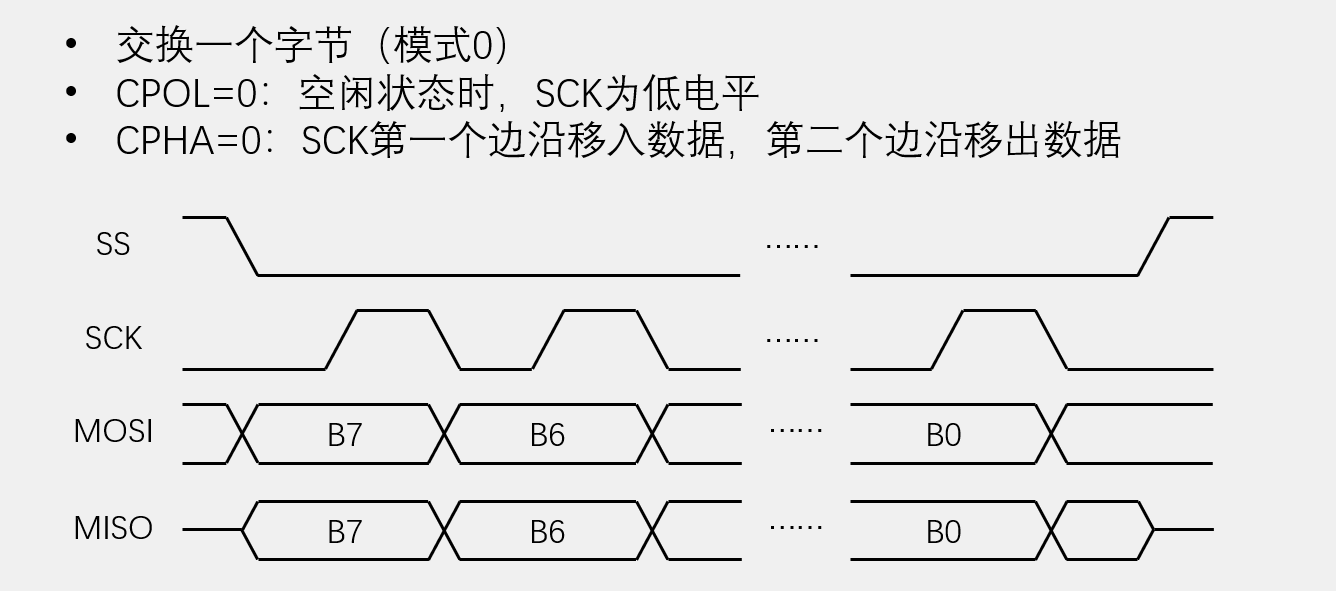 • 交换一个字节（模式0）
• CPOL=0：空闲状态时，SCK为低电平
• CPHA=0：SCK第一个边沿移入数据，第二个边沿移出数据
SS ……
SCK ……
MOSI B7 B6 …… B0
MISO B7 B6 …… B0